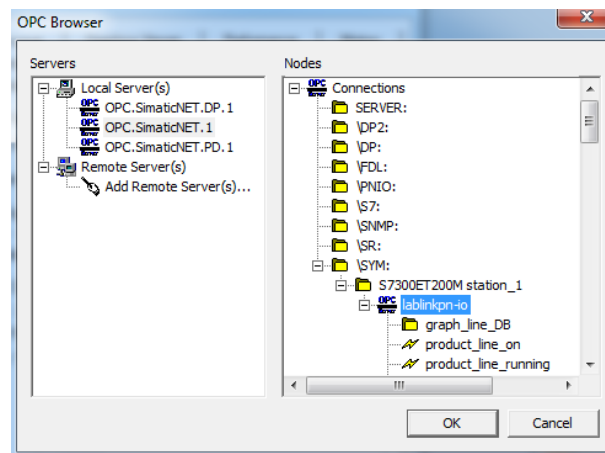 OPC Browser
Servers
Local Server(s)
OPC.SimaticNET.DP.1
OPC.SimaticNET.1
OPC.SimaticNET.PD.1
Remote Server(s)
Add Remote Server(s)...
Nodes
Connections
SERVER:
\DP2:
\DP:
\FDL:
\PNIO:
\S7:
\SNMP:
\SR:
\SYM:
S7300ET200M station_1
lablinkpn-io
graph_line_DB
product_line_on
product_line_running
OK
Cancel